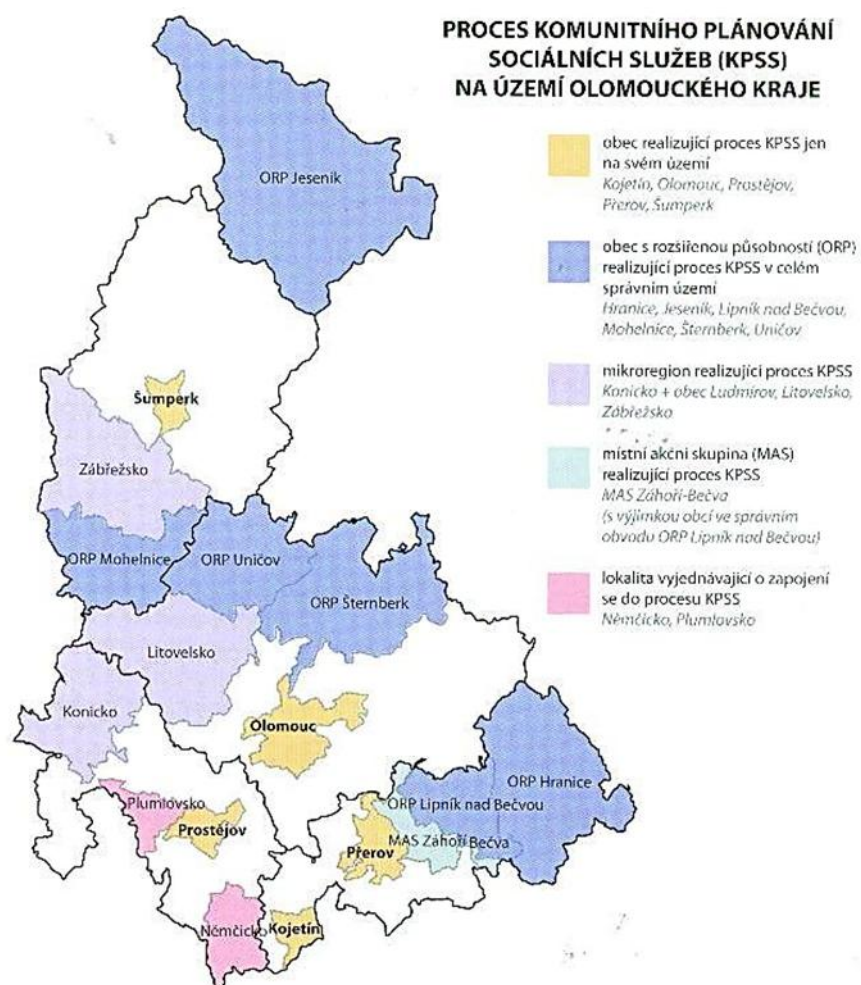 PROCES KOMUNITNÍHO PLÁNOVÁNÍ
SOCIÁLNÍCH SLUŽEB (KPSS)
NA ÚZEMÍ OLOMOUCKÉHO KRAJE
obec realizující proces KPSS jen
na svém území
Kojetín, Olomouc, Prostějov,
Přerov, Šumperk
obec s rozšířenou působností (ORP)
realizující proces KPSS v celém
správním území
Hranice, Jeseník, Lipník nad Bečvou,
Mohelnice, Šternberk, Uničov
mikroregion realizující proces KPSS
Konicko + obec Ludmírov, Litovelsko,
Zábřežsko
místní akční skupina (MAS)
realizující proces KPSS
MAS Záhoří-Bečva
(s výjimkou obcí ve správním
obvodu ORP Lipník nad Bečvou)
lokalita vyjednávající o zapojení
se do procesu KPSS
Němčicko, Plumlovsko
ORP Jeseník
Šumperk
Zábřežsko
ORP Mohelnice
ORP Uničov
ORP Šternberk
Litovelsko
Konicko
Olomouc
ORP Hranice
ORP Lipník nad Bečvou
Plumlovsko
Prostějov
MAS Záhoří Bečva
Přerov
Němčicko
Kojetín